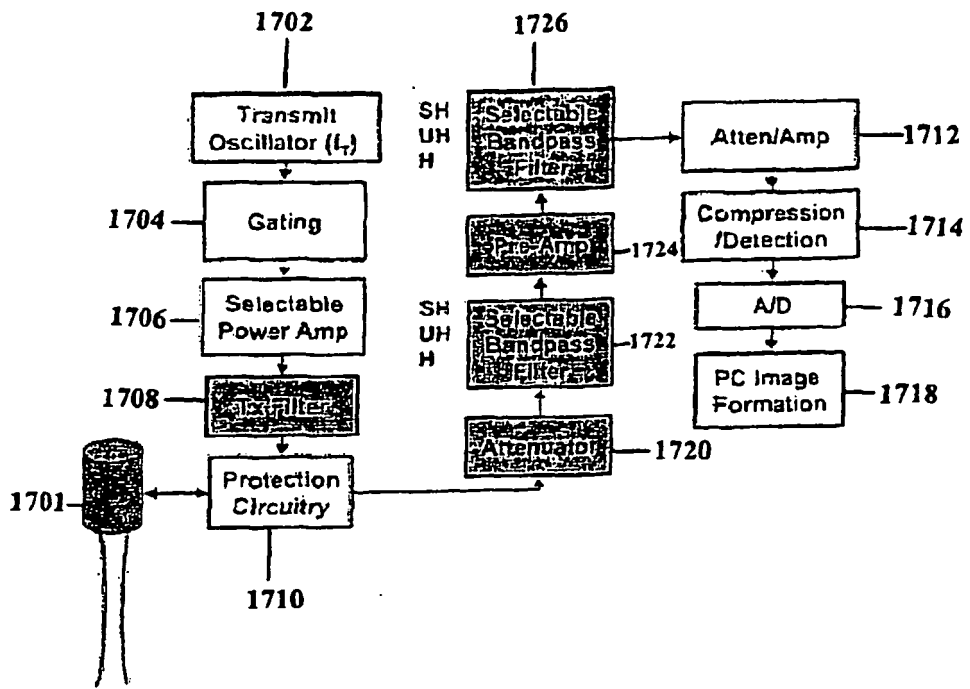 1702
Transmit
Oscillator (fT)
1704
Gating
1706
Selectable
Power Amp
1708
Tx Filter
1701
Protection
Circuitry
1710
1726
SH
UH
H
Selectable
Bandpass
Filter
Pre-Amp
1724
SH
UH
H
Selectable
Bandpass
Filter
1722
Attenuator
1720
Atten/Amp
1712
Compression
/Detection
1714
A/D
1716
PC Image
Formation
1718